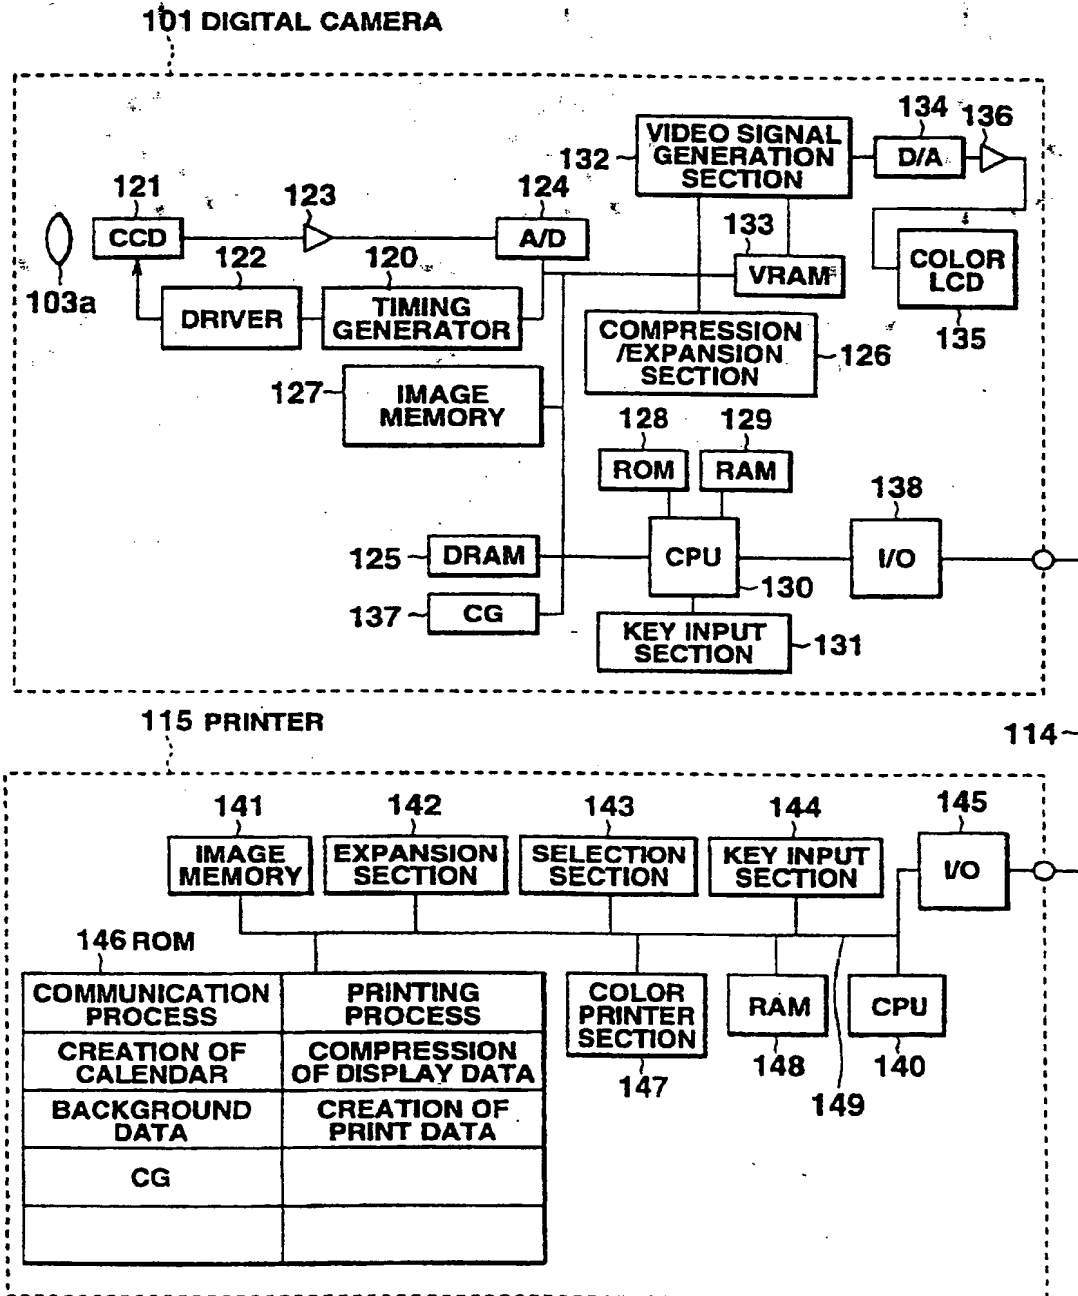 101 DIGITAL CAMERA
134
136
VIDEO SIGNAL
GENERATION
SECTION
132
D/A
121
123
124
133
CCD
A/D
COLOR
LCD
122
120
VRAM
103a
DRIVER
TIMING
GENERATOR
135
COMPRESSION
/EXPANSION
SECTION
126
127
IMAGE
MEMORY
128
129
ROM
RAM
138
125
DRAM
CPU
I/O
130
137
CG
KEY INPUT
SECTION
131
115 PRINTER
114
141
142
143
144
145
IMAGE
MEMORY
EXPANSION
SECTION
SELECTION
SECTION
KEY INPUT
SECTION
I/O
146 ROM
COMMUNICATION
PROCESS
PRINTING
PROCESS
COLOR
PRINTER
SECTION
RAM
CPU
CREATION OF
CALENDAR
COMPRESSION
OF DISPLAY DATA
147
148
140
149
BACKGROUND
DATA
CREATION OF
PRINT DATA
CG